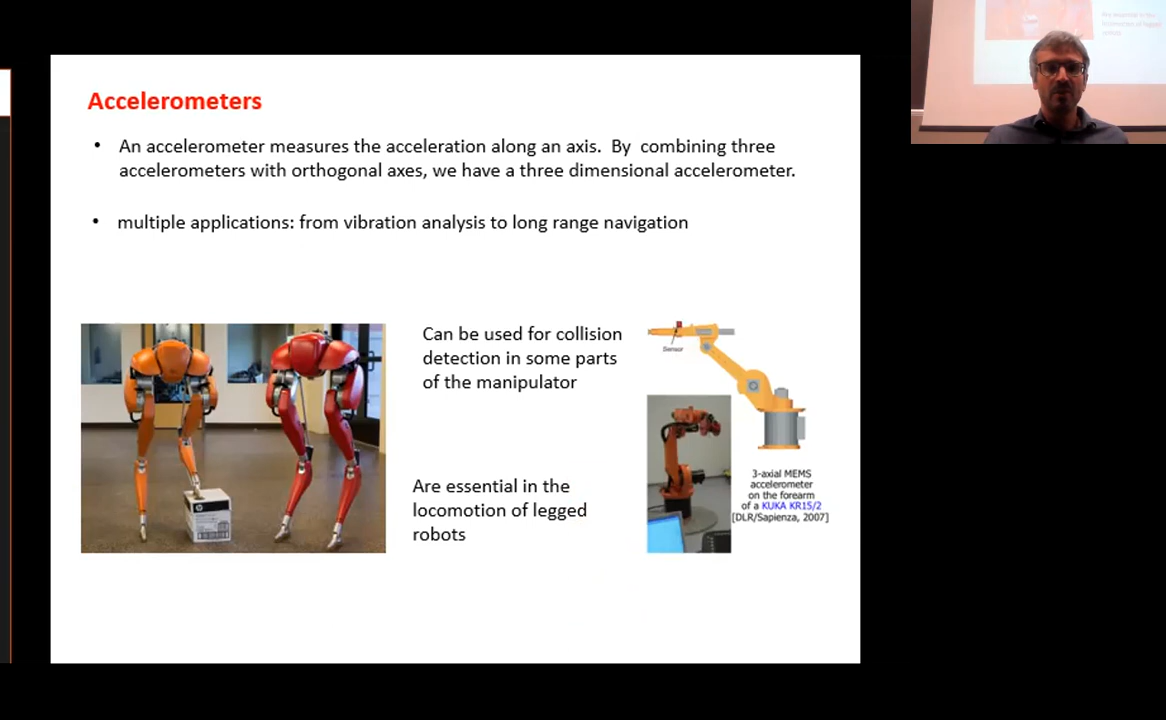 Accelerometers
• An accelerometer measures the acceleration along an axis. By combining three
accelerometers with orthogonal axes, we have a three dimensional accelerometer.
• multiple applications: from vibration analysis to long range navigation
Can be used for collision
detection in some parts
of the manipulator
Sensor
Are essential in the
locomotion of legged
robots
3-axial MEMS
accelerometer
on the forearm
of a KUKA KR15/2
[DLR/Sapienza, 2007]